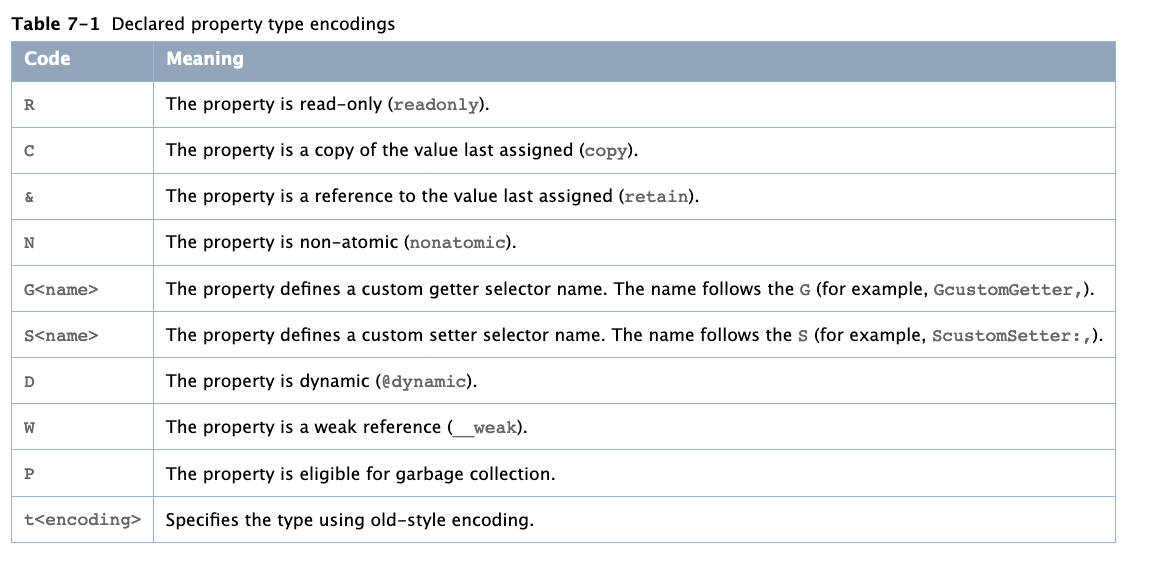 Table 7-1 Declared property type encodings
Code Meaning
R The property is read-only (readonly).
C The property is a copy of the value last assigned (copy).
& The property is a reference to the value last assigned (retain).
N The property is non-atomic (nonatomic).
G<name> The property defines a custom getter selector name. The name follows the G (for example, GcustomGetter,).
S<name> The property defines a custom setter selector name. The name follows the S (for example, ScustomSetter:,).
D The property is dynamic (@dynamic).
W The property is a weak reference (__weak).
P The property is eligible for garbage collection.
t<encoding> Specifies the type using old-style encoding.